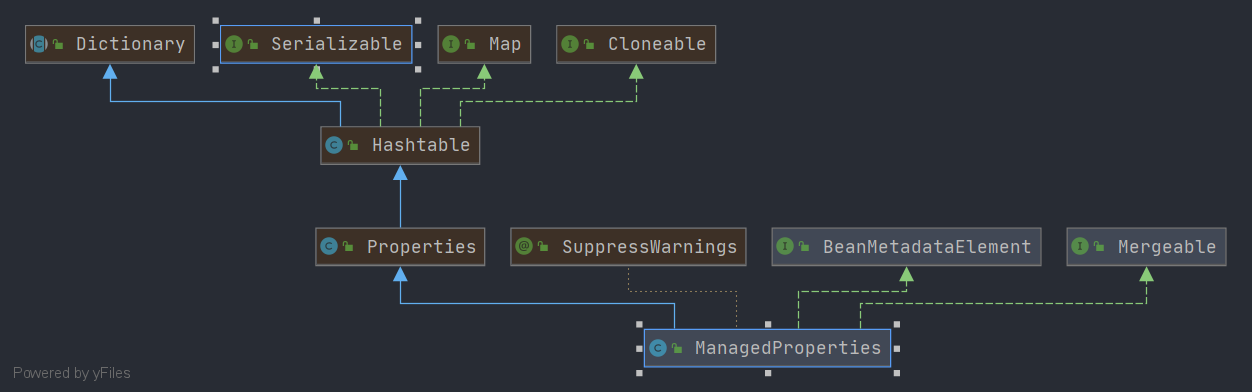 C Dictionary
I Serializable
I Map
I Cloneable
C Hashtable
C Properties
@ SuppressWarnings
I BeanMetadataElement
I Mergeable
C ManagedProperties
Powered by yFiles